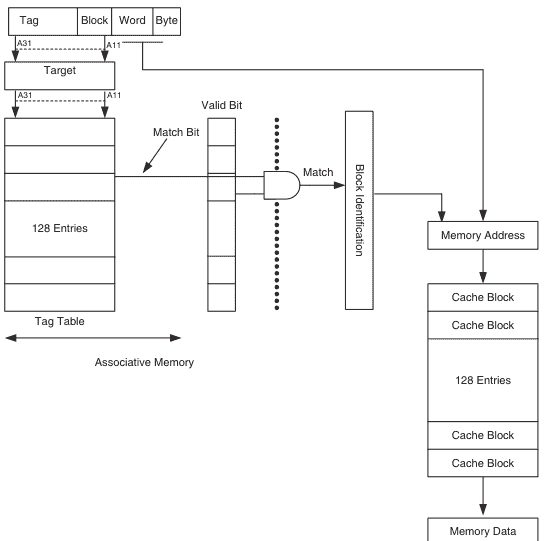 Tag Block Word Byte
A31 A11
Target
A31 A11
Valid Bit
Match Bit
Match
Block Identification
128 Entries
Memory Address
Cache Block
Cache Block
128 Entries
Tag Table
Associative Memory
Cache Block
Cache Block
Memory Data